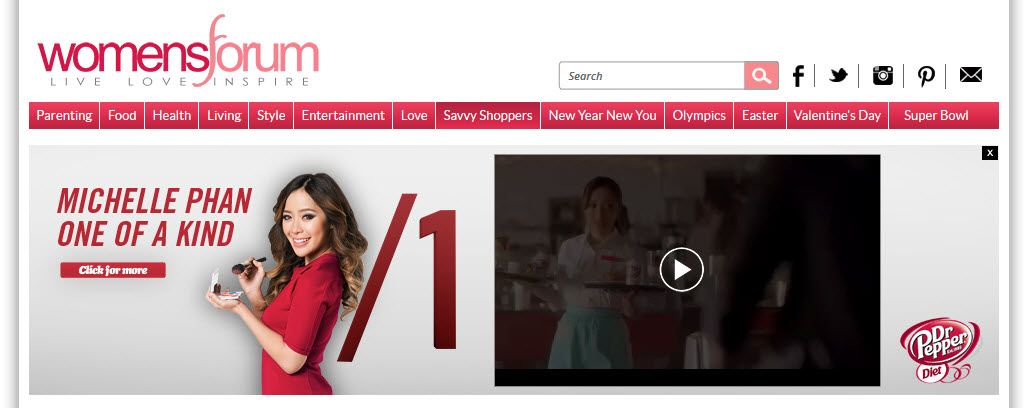 womensforum
LIVE LOVE INSPIRE
Search
Parenting Food Health Living Style Entertainment Love Savvy Shoppers New Year New You Olympics Easter Valentine's Day Super Bowl
x
MICHELLE PHAN
ONE OF A KIND
Click for more
/1
Dr
Pepper
Diet